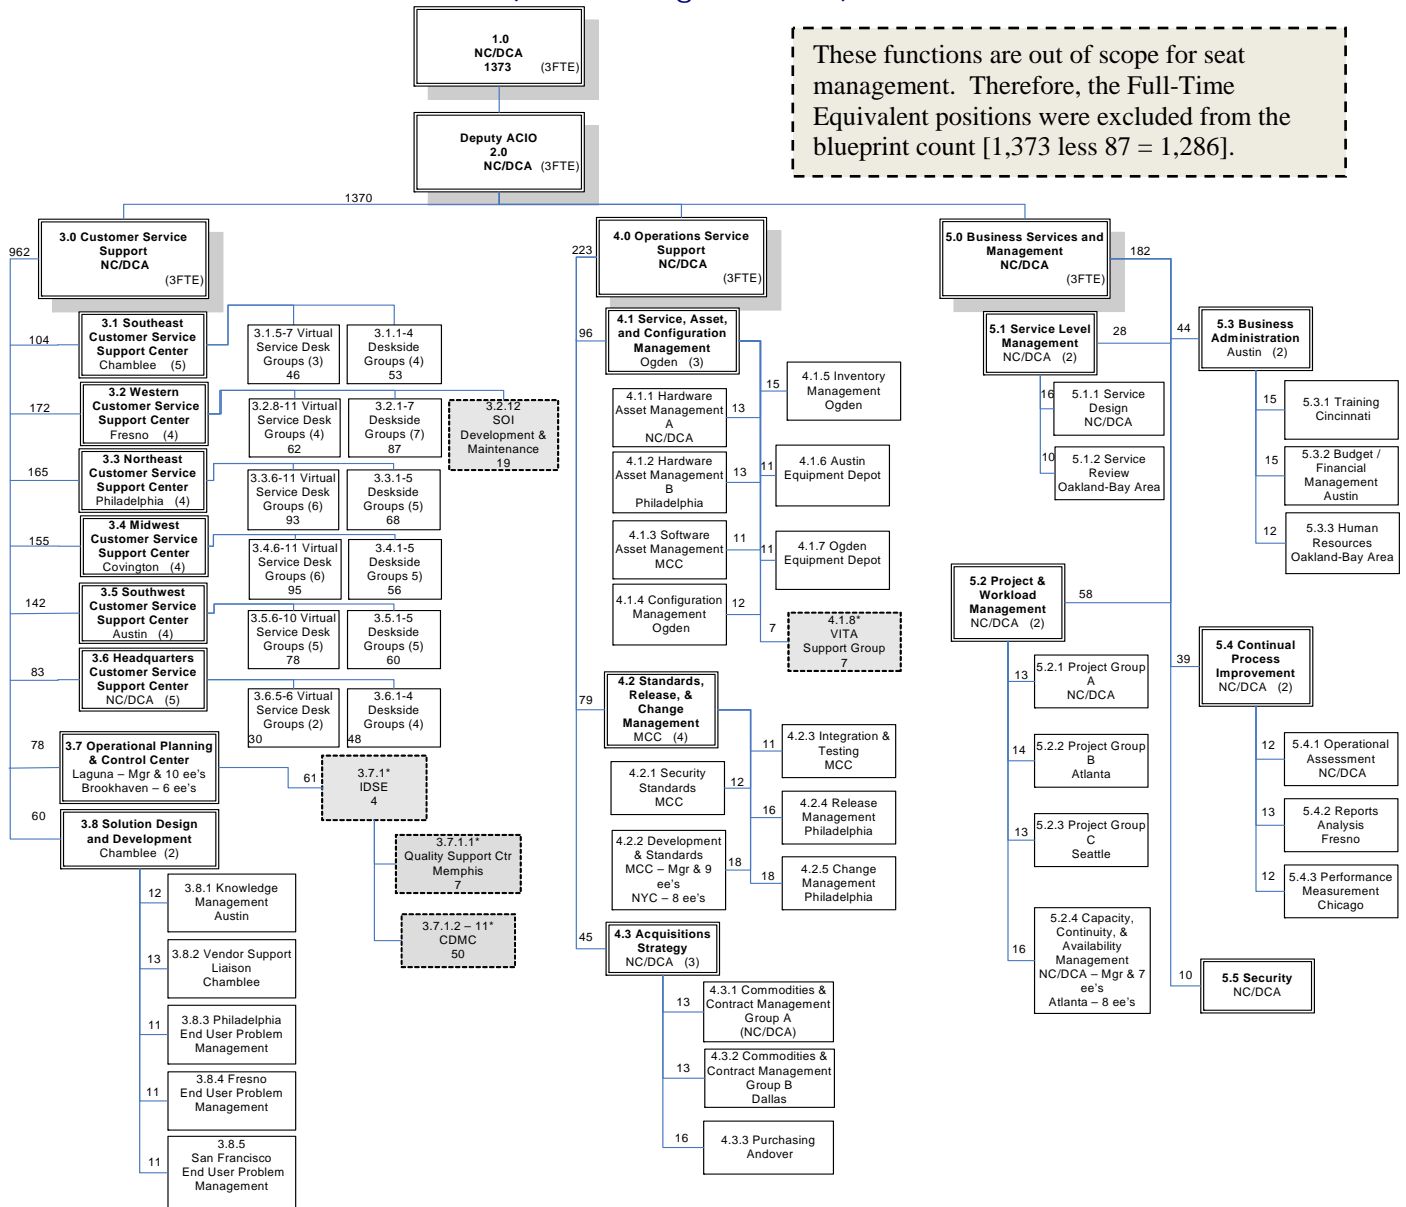 1.0
NC/DCA
1373 (3FTE)
These functions are out of scope for seat
management. Therefore, the Full-Time
Equivalent positions were excluded from the
blueprint count [1,373 less 87 = 1,286].
Deputy ACIO
2.0
NC/DCA (3FTE)
1370
962
3.0 Customer Service
Support
NC/DCA
(3FTE)
104
3.1 Southeast
Customer Service
Support Center
Chamblee (5)
3.1.5-7 Virtual
Service Desk
Groups (3)
46
3.1.1-4
Deskside
Groups (4)
53
172
3.2 Western
Customer Service
Support Center
Fresno (4)
3.2.8-11 Virtual
Service Desk
Groups (4)
62
3.2.1-7
Deskside
Groups (7)
87
3.2.12
SOI
Development &
Maintenance
19
165
3.3 Northeast
Customer Service
Support Center
Philadelphia (4)
3.3.6-11 Virtual
Service Desk
Groups (6)
93
3.3.1-5
Deskside
Groups (5)
68
155
3.4 Midwest
Customer Service
Support Center
Covington (4)
3.4.6-11 Virtual
Service Desk
Groups (6)
95
3.4.1-5
Deskside
Groups 5)
56
142
3.5 Southwest
Customer Service
Support Center
Austin (4)
3.5.6-10 Virtual
Service Desk
Groups (5)
78
3.5.1-5
Deskside
Groups (5)
60
83
3.6 Headquarters
Customer Service
Support Center
NC/DCA (5)
3.6.5-6 Virtual
Service Desk
Groups (2)
30
3.6.1-4
Deskside
Groups (4)
48
78
3.7 Operational Planning
& Control Center
Laguna – Mgr & 10 ee's
Brookhaven – 6 ee's
61
3.7.1*
IDSE
4
3.7.1.1*
Quality Support Ctr
Memphis
7
3.7.1.2 – 11*
CDMC
50
60
3.8 Solution Design
and Development
Chamblee (2)
12
3.8.1 Knowledge
Management
Austin
13
3.8.2 Vendor Support
Liaison
Chamblee
11
3.8.3 Philadelphia
End User Problem
Management
11
3.8.4 Fresno
End User Problem
Management
11
3.8.5
San Francisco
End User Problem
Management
223
4.0 Operations Service
Support
NC/DCA
(3FTE)
96
4.1 Service, Asset,
and Configuration
Management
Ogden (3)
4.1.1 Hardware
Asset Management
A
NC/DCA
13
4.1.2 Hardware
Asset Management
B
Philadelphia
13
4.1.3 Software
Asset Management
MCC
11
4.1.4 Configuration
Management
Ogden
12
15
4.1.5 Inventory
Management
Ogden
11
4.1.6 Austin
Equipment Depot
11
4.1.7 Ogden
Equipment Depot
7
4.1.8*
VITA
Support Group
7
79
4.2 Standards,
Release, &
Change
Management
MCC (4)
4.2.1 Security
Standards
MCC
12
4.2.2 Development
& Standards
MCC – Mgr & 9
ee's
NYC – 8 ee's
18
11
4.2.3 Integration &
Testing
MCC
16
4.2.4 Release
Management
Philadelphia
18
4.2.5 Change
Management
Philadelphia
45
4.3 Acquisitions
Strategy
NC/DCA (3)
13
4.3.1 Commodities &
Contract Management
Group A
(NC/DCA)
13
4.3.2 Commodities &
Contract Management
Group B
Dallas
16
4.3.3 Purchasing
Andover
5.0 Business Services and
Management
NC/DCA
(3FTE)
182
5.1 Service Level
Management
NC/DCA (2)
28
16
5.1.1 Service
Design
NC/DCA
10
5.1.2 Service
Review
Oakland-Bay Area
5.2 Project &
Workload
Management
NC/DCA (2)
58
13
5.2.1 Project Group
A
NC/DCA
14
5.2.2 Project Group
B
Atlanta
13
5.2.3 Project Group
C
Seattle
16
5.2.4 Capacity,
Continuity, &
Availability
Management
NC/DCA – Mgr & 7
ee's
Atlanta – 8 ee's
44
5.3 Business
Administration
Austin (2)
15
5.3.1 Training
Cincinnati
15
5.3.2 Budget /
Financial
Management
Austin
12
5.3.3 Human
Resources
Oakland-Bay Area
39
5.4 Continual
Process
Improvement
NC/DCA (2)
12
5.4.1 Operational
Assessment
NC/DCA
13
5.4.2 Reports
Analysis
Fresno
12
5.4.3 Performance
Measurement
Chicago
10
5.5 Security
NC/DCA